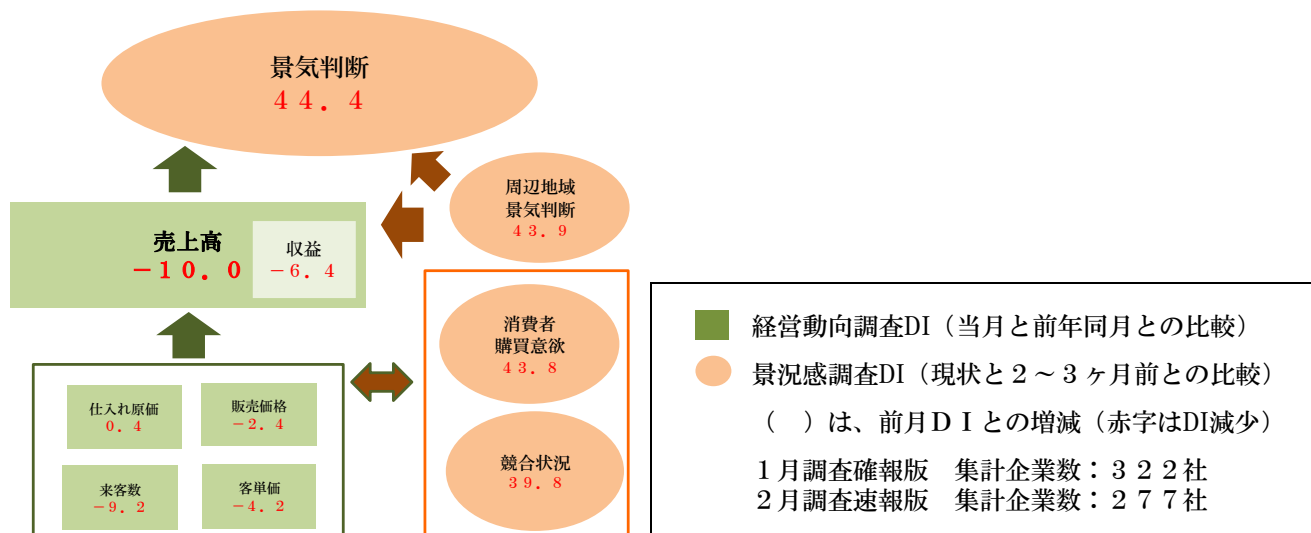 景気判断
４４．４
周辺地域
景気判断
４３．９
売上高
－１０．０
収益
－６．４
消費者
購買意欲
４３．８
仕入れ原価
０．４
販売価格
－２．４
来客数
－９．２
客単価
－４．２
競合状況
３９．８
経営動向調査DI（当月と前年同月との比較）
景況感調査DI（現状と２～３ヶ月前との比較）
（　）は、前月ＤＩとの増減（赤字はDI減少）
１月調査確報版　集計企業数：３２２社
２月調査速報版　集計企業数：２７７社